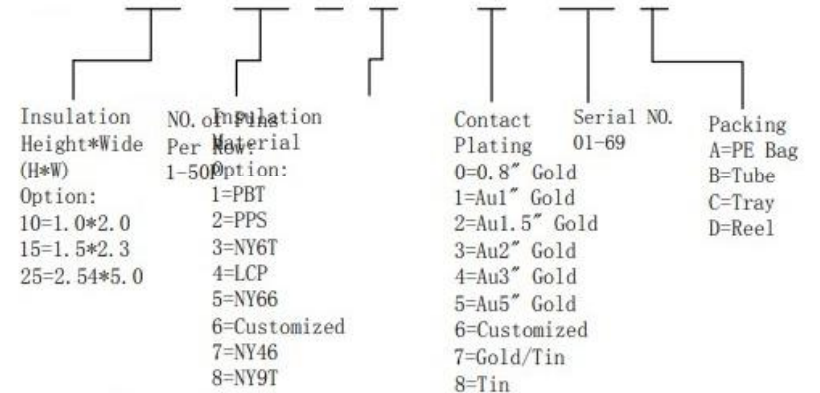 Insulation
Height*Wide
(H*W)
Option:
10=1.0*2.0
15=1.5*2.3
25=2.54*5.0
NO. of Pins
Per Row:
1-50P
Insulation
Material
Option:
1=PBT
2=PPS
3=NY6T
4=LCP
5=NY66
6=Customized
7=NY46
8=NY9T
Contact
Plating
0=0.8″ Gold
1=Au1″ Gold
2=Au1.5″ Gold
3=Au2″ Gold
4=Au3″ Gold
5=Au5″ Gold
6=Customized
7=Gold/Tin
8=Tin
Serial NO.
01-69
Packing
A=PE Bag
B=Tube
C=Tray
D=Reel